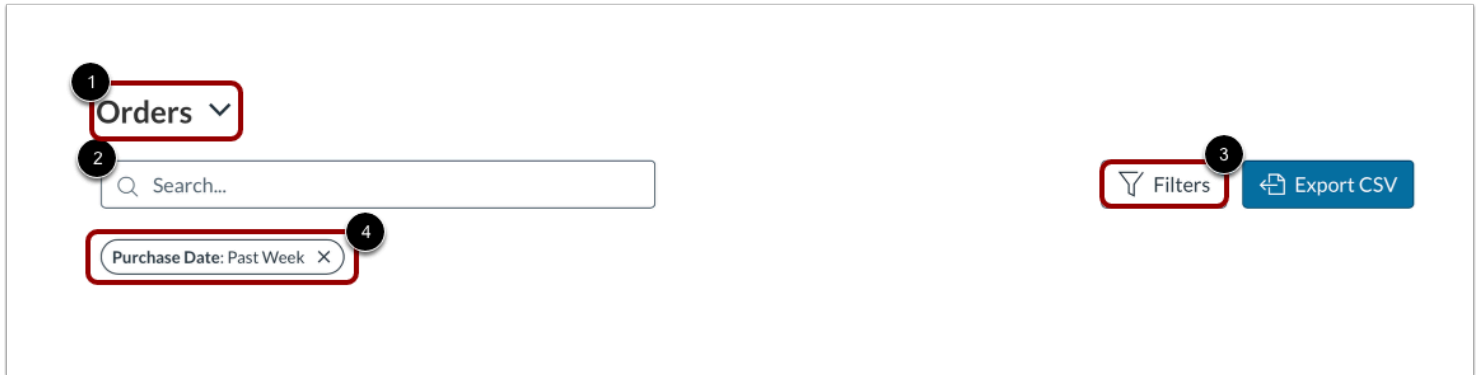 1
Orders
2
Search...
3
Filters
Export CSV
4
Purchase Date: Past Week